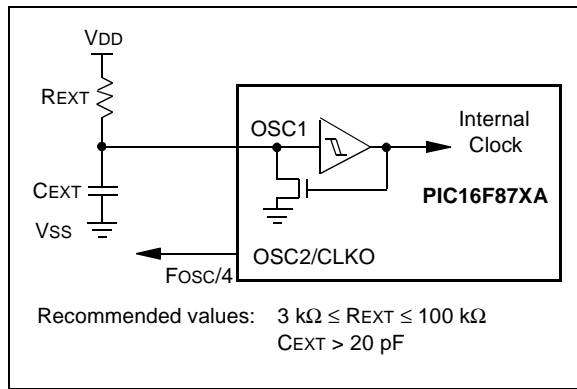 VDD
REXT
OSC1
Internal
Clock
CEXT
PIC16F87XA
VSS
OSC2/CLKO
FOSC/4
Recommended values: 3 kΩ ≤ REXT ≤ 100 kΩ
CEXT > 20 pF